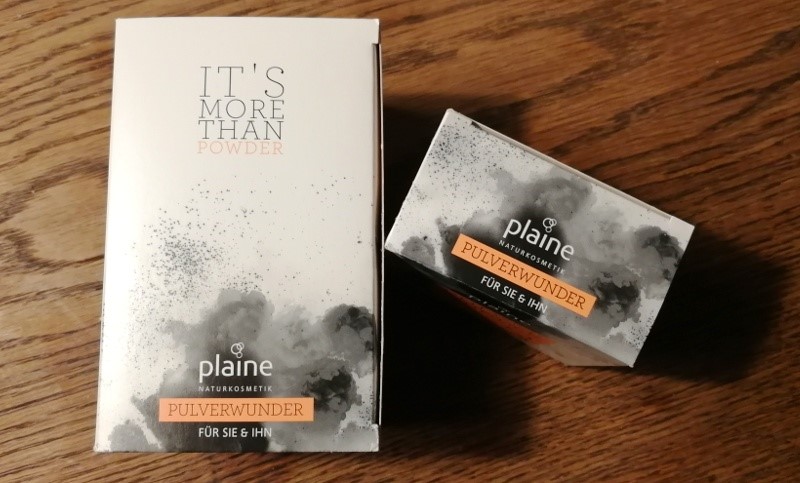 IT'S
MORE
THAN
POWDER
plaine
NATURKOSMETIK
PULVERWUNDER
FÜR SIE & IHN
plaine
NATURKOSMETIK
PULVERWUNDER
FÜR SIE & IHN